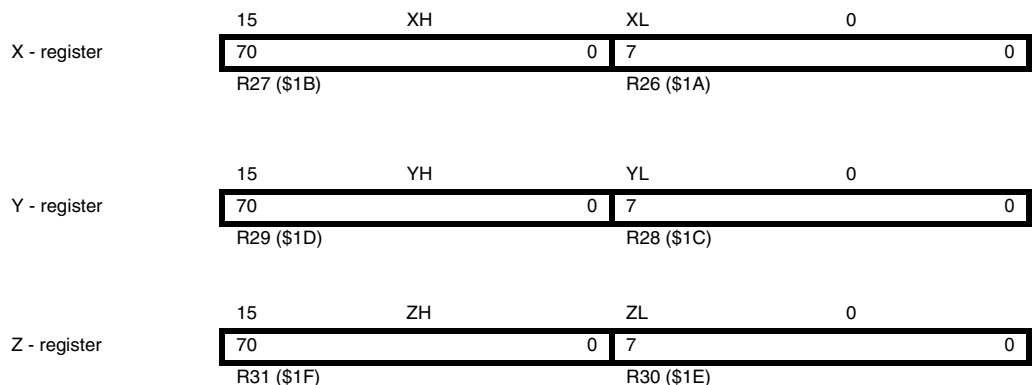 15 XH XL 0
X - register 70 0 7 0
R27 ($1B) R26 ($1A)
15 YH YL 0
Y - register 70 0 7 0
R29 ($1D) R28 ($1C)
15 ZH ZL 0
Z - register 70 0 7 0
R31 ($1F) R30 ($1E)